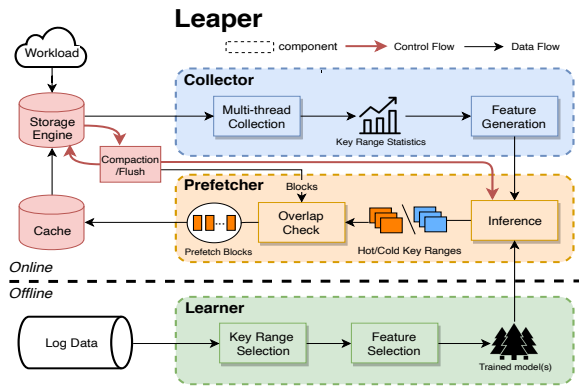 Leaper
component
Control Flow
Data Flow
Workload
Collector
Storage
Engine
Multi-thread
Collection
Key Range Statistics
Feature
Generation
Compaction
/Flush
Prefetcher
Blocks
Cache
Prefetch Blocks
Overlap
Check
Hot/Cold Key Ranges
Inference
Online
Offline
Learner
Log Data
Key Range
Selection
Feature
Selection
Trained model(s)